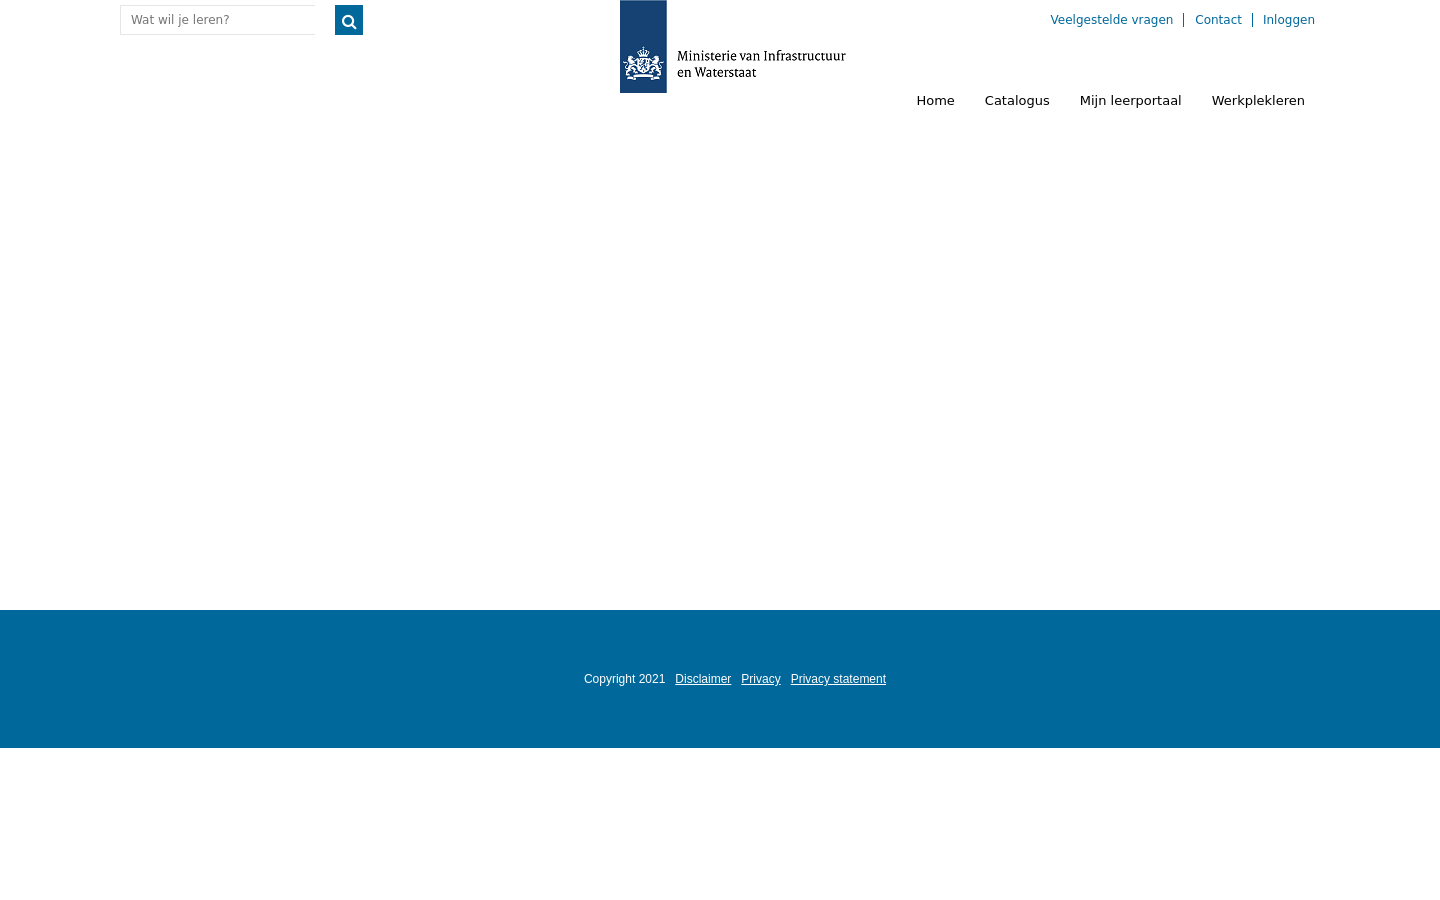 Wat wil je leren?
Veelgestelde vragen
Contact
Inloggen
Ministerie van Infrastructuur
en Waterstaat
Home
Catalogus
Mijn leerportaal
Werkplekleren
Copyright 2021 Disclaimer Privacy Privacy statement